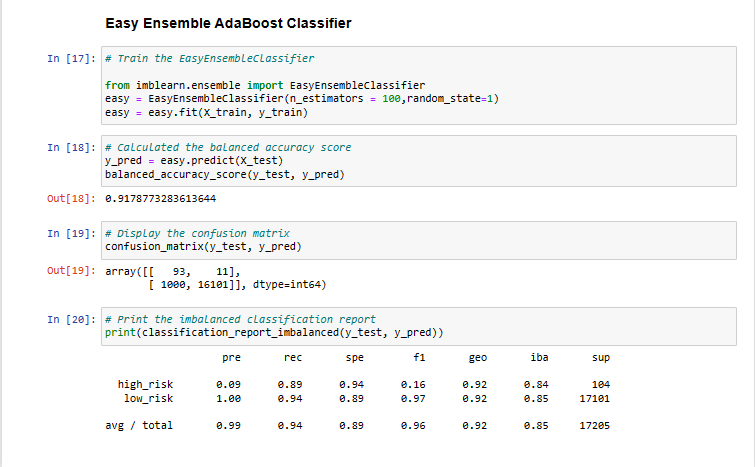 Easy Ensemble AdaBoost Classifier
In [17]: # Train the EasyEnsembleClassifier
from imblearn.ensemble import EasyEnsembleClassifier
easy = EasyEnsembleClassifier(n_estimators = 100,random_state=1)
easy = easy.fit(X_train, y_train)
In [18]: # Calculated the balanced accuracy score
y_pred = easy.predict(X_test)
balanced_accuracy_score(y_test, y_pred)
Out[18]: 0.9178773283613644
In [19]: # Display the confusion matrix
confusion_matrix(y_test, y_pred)
Out[19]: array([[   93,    11],
       [ 1000, 16101]], dtype=int64)
In [20]: # Print the imbalanced classification report
print(classification_report_imbalanced(y_test, y_pred))
pre rec spe f1 geo iba sup
high_risk 0.09 0.89 0.94 0.16 0.92 0.84 104
low_risk 1.00 0.94 0.89 0.97 0.92 0.85 17101
avg / total 0.99 0.94 0.89 0.96 0.92 0.85 17205